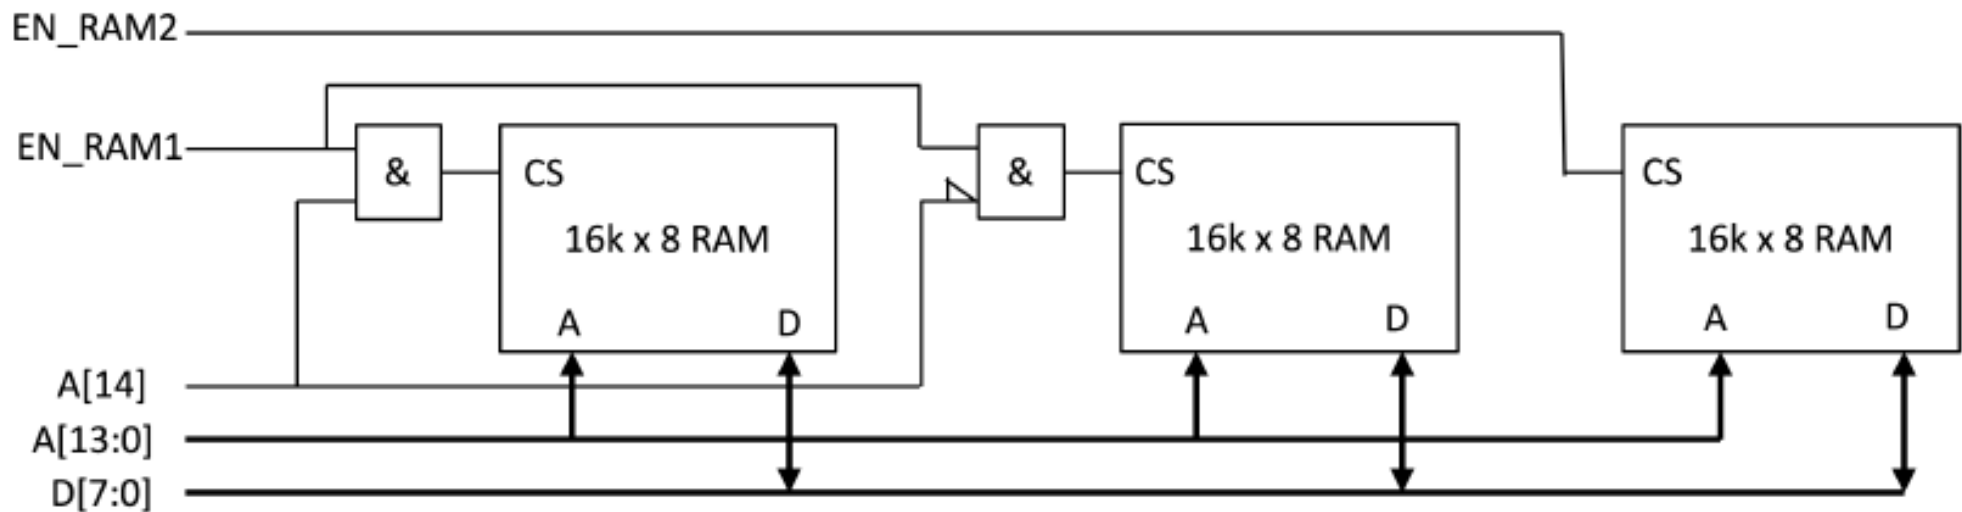 EN_RAM2
EN_RAM1
&
CS
16k x 8 RAM
A
D
&
CS
16k x 8 RAM
A
D
CS
16k x 8 RAM
A
D
A[14]
A[13:0]
D[7:0]